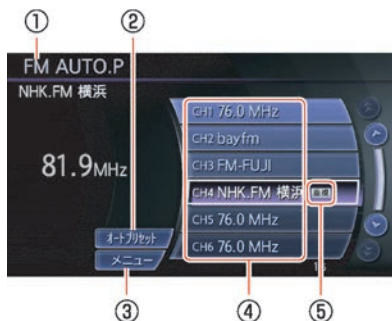 ① ②
FM AUTO.P
NHK.FM 横浜
81.9MHz
CH1 76.0 MHz
CH2 bayfm
CH3 FM-FUJI
CH4 NHK.FM 横浜
CH5 76.0 MHz
CH6 76.0 MHz
オートプリセット
メニュー
③ ④ ⑤